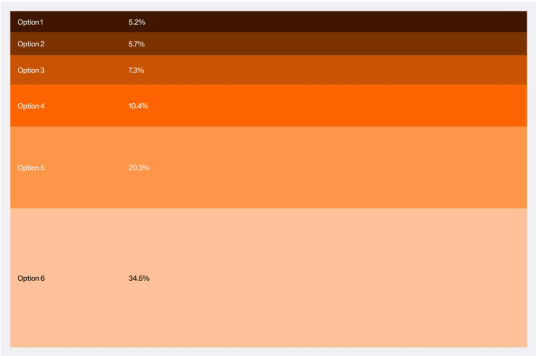 Option 1 5.2%
Option 2 5.7%
Option 3 7.3%
Option 4 10.4%
Option 5 20.3%
Option 6 34.5%